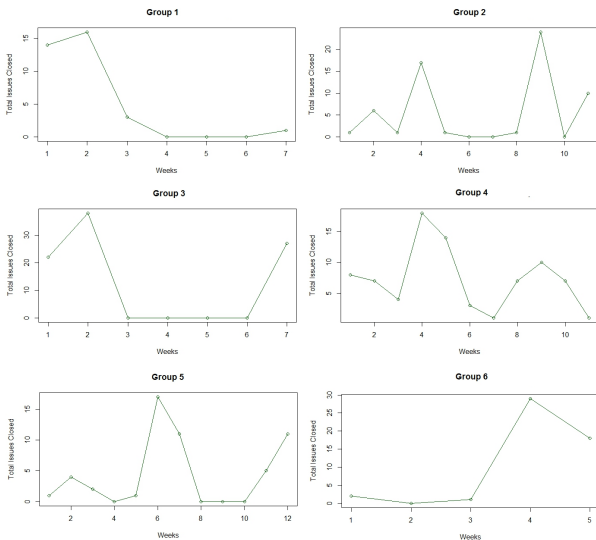 Group 1
Total Issues Closed
15
10
5
0
1 2 3 4 5 6 7
Weeks
Group 2
Total Issues Closed
20
15
10
5
0
2 4 6 8 10
Weeks
Group 3
Total Issues Closed
30
20
10
0
1 2 3 4 5 6 7
Weeks
Group 4
Total Issues Closed
15
10
5
2 4 6 8 10
Weeks
Group 5
Total Issues Closed
15
10
5
0
2 4 6 8 10 12
Weeks
Group 6
Total Issues Closed
30
25
20
15
10
5
0
1 2 3 4 5
Weeks